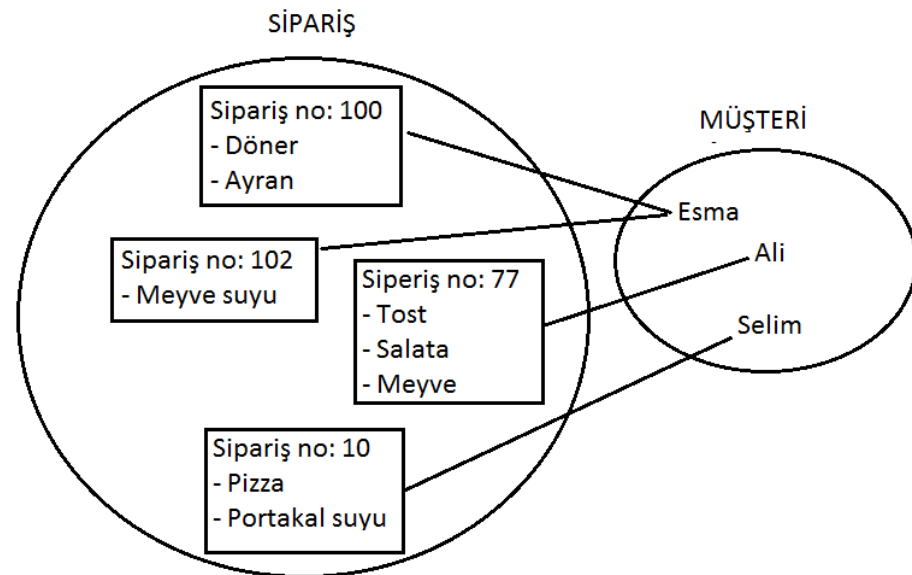 SİPARİŞ
Sipariş no: 100
- Döner
- Ayran
MÜŞTERİ
Esma
Ali
Selim
Sipariş no: 102
- Meyve suyu
Siperiş no: 77
- Tost
- Salata
- Meyve
Sipariş no: 10
- Pizza
- Portakal suyu